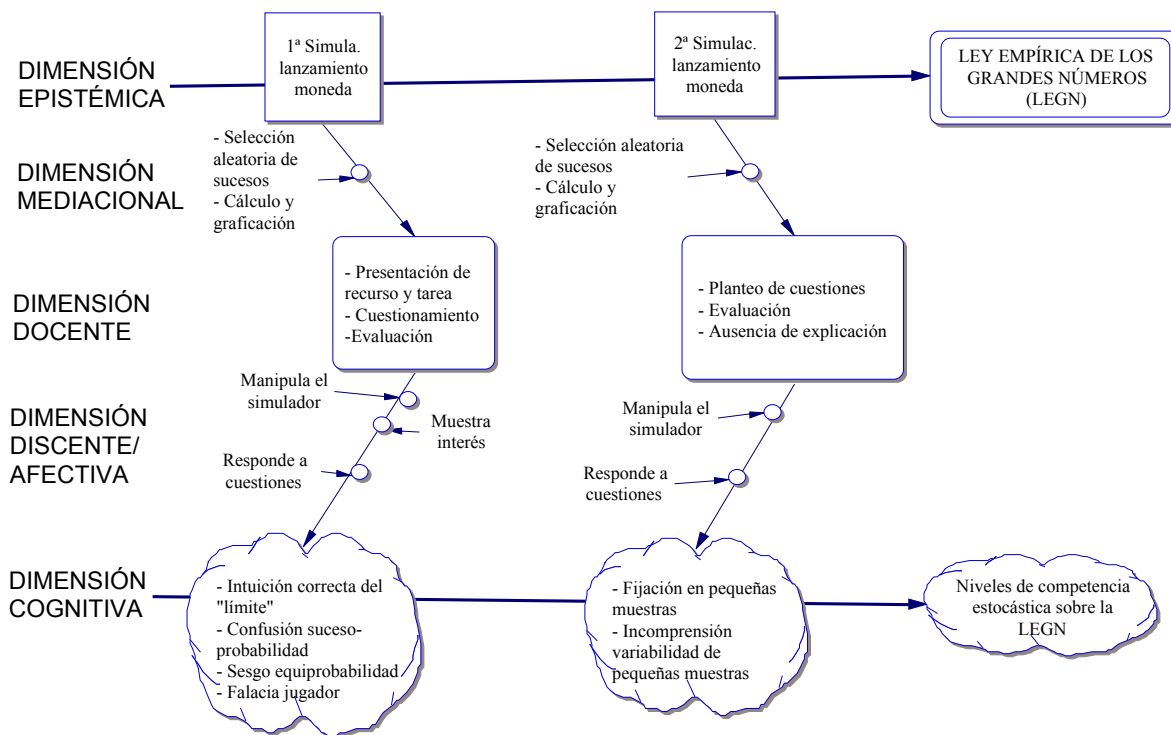 DIMENSIÓN
EPISTÉMICA
1ª Simula.
lanzamiento
moneda
2ª Simulac.
lanzamiento
moneda
LEY EMPÍRICA DE LOS
GRANDES NÚMEROS
(LEGN)
DIMENSIÓN
MEDIACIONAL
- Selección
aleatoria de
sucesos
- Cálculo y
graficación
- Selección aleatoria
de sucesos
- Cálculo y
graficación
DIMENSIÓN
DOCENTE
- Presentación de
recurso y tarea
- Cuestionamiento
-Evaluación
- Planteo de cuestiones
- Evaluación
- Ausencia de explicación
DIMENSIÓN
DISCENTE/
AFECTIVA
Manipula el
simulador
Muestra
interés
Responde a
cuestiones
Manipula el
simulador
Responde a
cuestiones
DIMENSIÓN
COGNITIVA
- Intuición correcta del
"límite"
- Confusión suceso-
probabilidad
- Sesgo equiprobabilidad
- Falacia jugador
- Fijación en pequeñas
muestras
- Incomprensión
variabilidad de
pequeñas muestras
Niveles de competencia
estocástica sobre la
LEGN